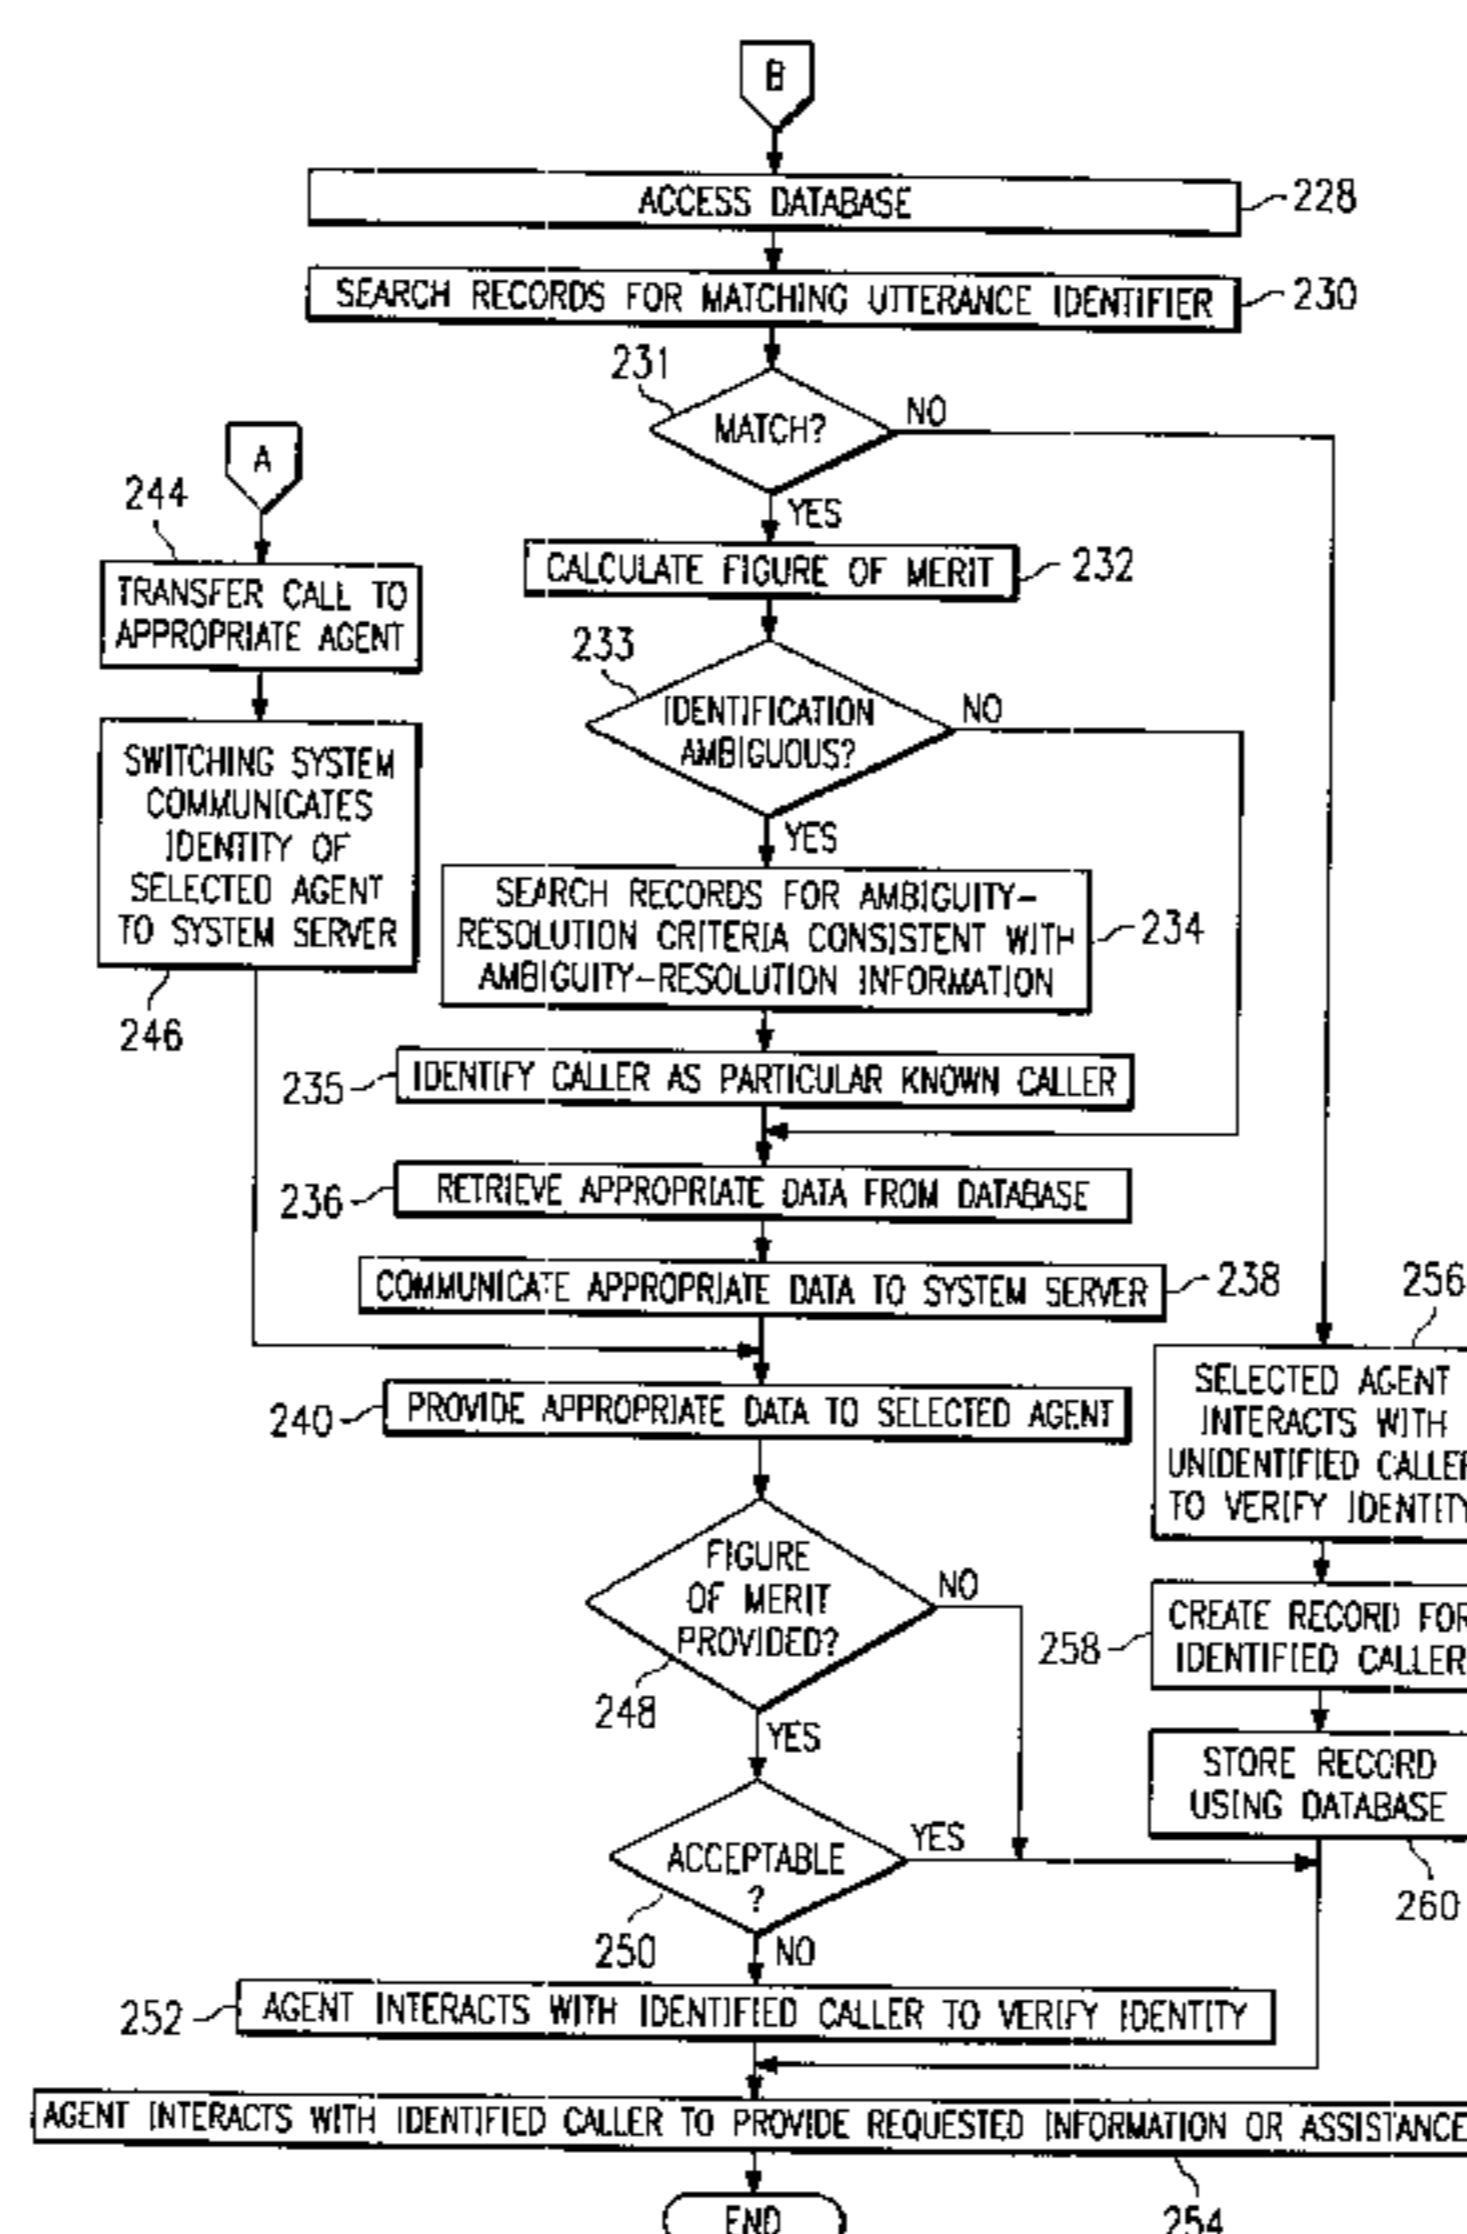 B
ACCESS DATABASE
228
SEARCH RECORDS FOR MATCHING UTTERANCE IDENTIFIER
230
231
MATCH?
NO
YES
A
244
TRANSFER CALL TO
APPROPRIATE AGENT
CALCULATE FIGURE OF MERIT
232
233
IDENTIFICATION
AMBIGUOUS?
NO
YES
SWITCHING SYSTEM
COMMUNICATES
IDENTITY OF
SELECTED AGENT
TO SYSTEM SERVER
246
SEARCH RECORDS FOR AMBIGUITY-
RESOLUTION CRITERIA CONSISTENT WITH
AMBIGUITY-RESOLUTION INFORMATION
234
235
IDENTIFY CALLER AS PARTICULAR KNOWN CALLER
236
RETRIEVE APPROPRIATE DATA FROM DATABASE
COMMUNICATE APPROPRIATE DATA TO SYSTEM SERVER
238
240
PROVIDE APPROPRIATE DATA TO SELECTED AGENT
256
SELECTED AGENT
INTERACTS WITH
UNIDENTIFIED CALLER
TO VERIFY IDENTITY
FIGURE
OF MERIT
PROVIDED?
NO
248
YES
258
CREATE RECORD FOR
IDENTIFIED CALLER
STORE RECORD
USING DATABASE
260
ACCEPTABLE
?
YES
250
NO
252
AGENT INTERACTS WITH IDENTIFIED CALLER TO VERIFY IDENTITY
AGENT INTERACTS WITH IDENTIFIED CALLER TO PROVIDE REQUESTED INFORMATION OR ASSISTANCE
254
END